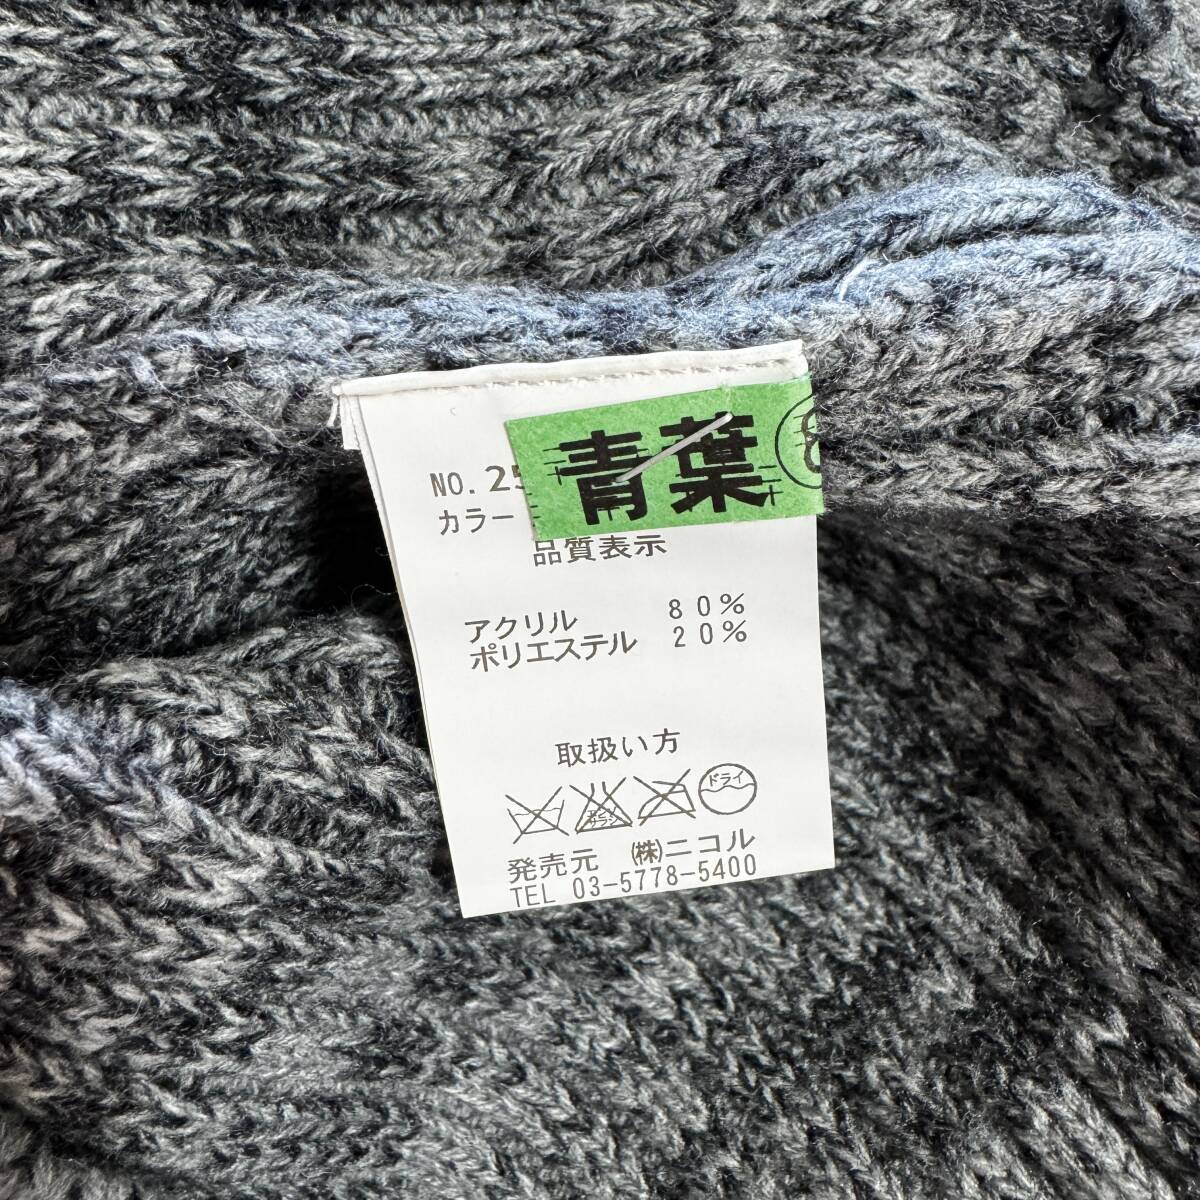 青葉
NO.25
カラー
品質表示
アクリル 80%
ポリエステル 20%
取扱い方
ドライ
発売元 (株)ニコル
TEL 03-5778-5400